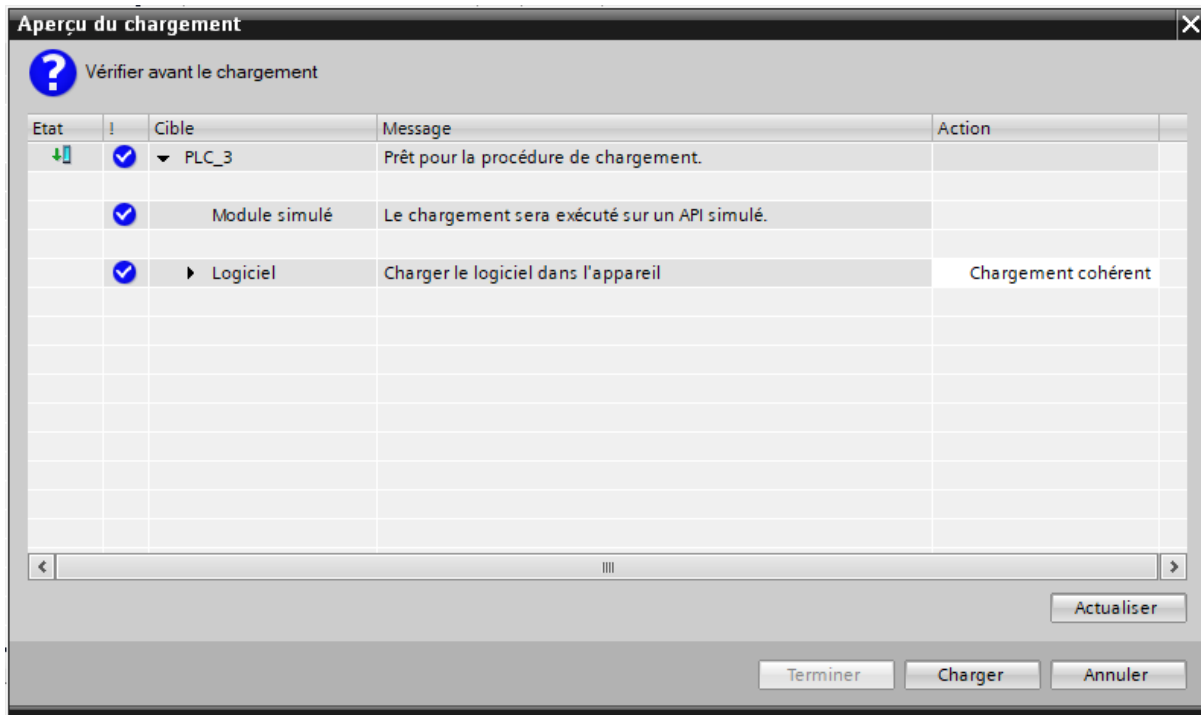 Aperçu du chargement
Vérifier avant le chargement
Etat ! Cible Message Action
PLC_3 Prêt pour la procédure de chargement.
Module simulé Le chargement sera exécuté sur un API simulé.
Logiciel Charger le logiciel dans l'appareil Chargement cohérent
Actualiser
Terminer Charger Annuler